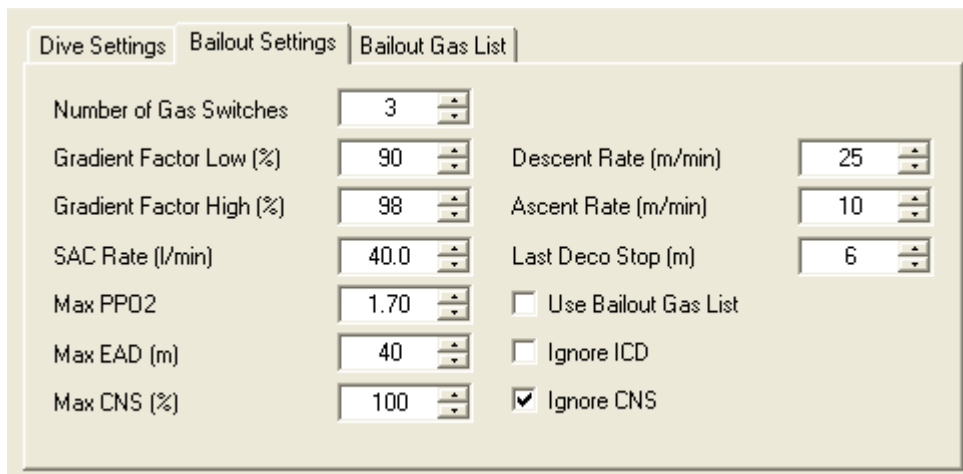 Dive Settings Bailout Settings Bailout Gas List
Number of Gas Switches 3
Gradient Factor Low (%) 90 Descent Rate (m/min) 25
Gradient Factor High (%) 98 Ascent Rate (m/min) 10
SAC Rate (l/min) 40.0 Last Deco Stop (m) 6
Max PPO2 1.70 Use Bailout Gas List
Max EAD (m) 40 Ignore ICD
Max CNS (%) 100 Ignore CNS